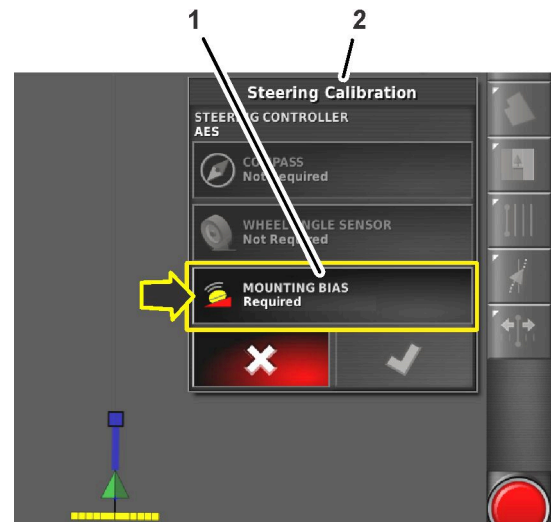 1
2
Steering Calibration
STEERING CONTROLLER
AES
COMPASS
Not Required
WHEEL ANGLE SENSOR
Not Required
MOUNTING BIAS
Required